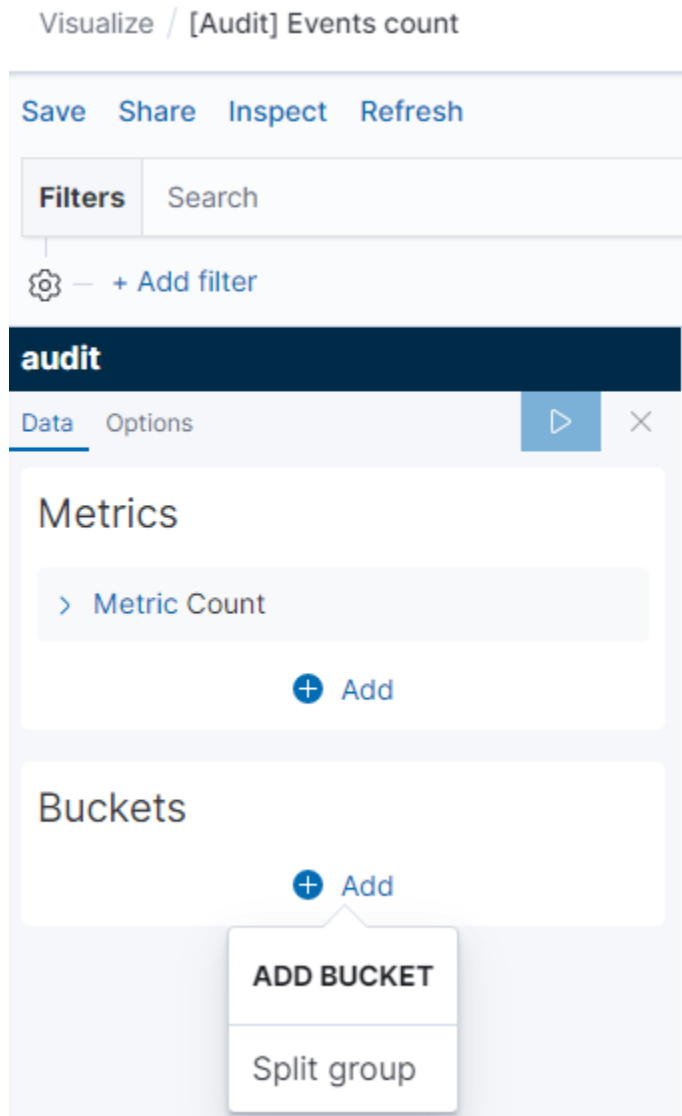 Visualize / [Audit] Events count
Save Share Inspect Refresh
Filters Search
+ Add filter
audit
Data Options
Metrics
Metric Count
Add
Buckets
Add
ADD BUCKET
Split group